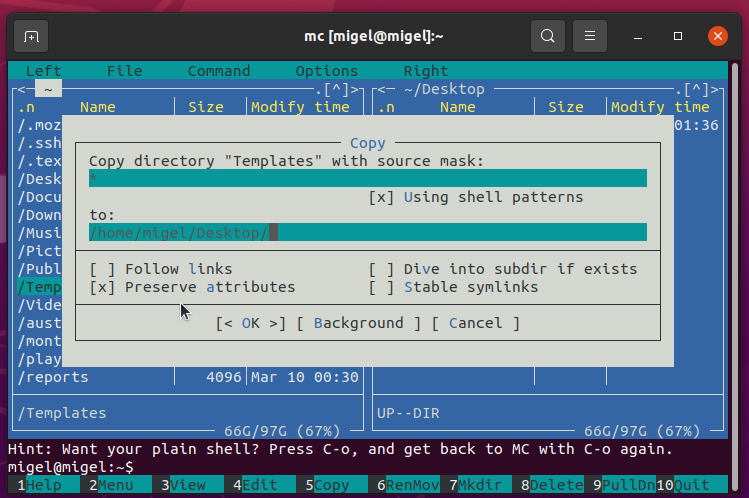 mc [migel@migel]:~
Left File Command Options Right
<─ ~ .[^]> <─ ~/Desktop .[^]>
.n Name Size Modify time .n Name Size Modify time
/.moz 01:36
/.ssh
/.tex
/Desk
/Docu
/Down
/Musi
/Pict
/Publ
/Temp
/Vide
/aust
/mont
/play
Copy
Copy directory "Templates" with source mask:
*
[x] Using shell patterns
to:
/home/migel/Desktop/
[ ] Follow links [ ] Dive into subdir if exists
[x] Preserve attributes [ ] Stable symlinks
[< OK >] [ Background ] [ Cancel ]
/reports 4096 Mar 10 00:30
/Templates UP--DIR
66G/97G (67%) 66G/97G (67%)
Hint: Want your plain shell? Press C-o, and get back to MC with C-o again.
migel@migel:~$
1Help 2Menu 3View 4Edit 5Copy 6RenMov 7Mkdir 8Delete 9PullDn 10Quit